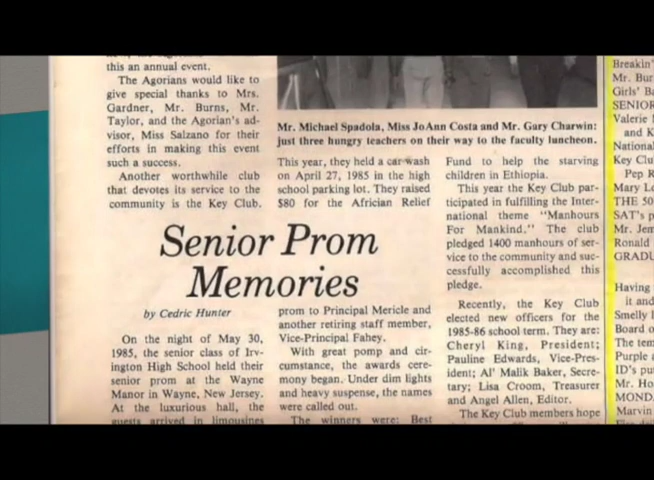 this an annual event.
The Agorians would like to
give special thanks to Mrs.
Gardner, Mr. Burns, Mr.
Taylor, and the Agorian's ad-
visor, Miss Salzano for their
efforts in making this event
such a success.
Another worthwhile club
that devotes its service to the
community is the Key Club.
Mr. Michael Spadola, Miss JoAnn Costa and Mr. Gary Charwin:
just three hungry teachers on their way to the faculty luncheon.
This year, they held a car wash
on April 27, 1985 in the high
school parking lot. They raised
$80 for the Africian Relief
Fund to help the starving
children in Ethiopia.
This year the Key Club par-
ticipated in fulfilling the Inter-
national theme "Manhours
For Mankind." The club
pledged 1400 manhours of ser-
vice to the community and suc-
cessfully accomplished this
pledge.
Recently, the Key Club
elected new officers for the
1985-86 school term. They are:
Cheryl King, President;
Pauline Edwards, Vice-Pres-
ident; Al' Malik Baker, Secre-
tary; Lisa Croom, Treasurer
and Angel Allen, Editor.
The Key Club members hope
Senior Prom
Memories
by Cedric Hunter
On the night of May 30,
1985, the senior class of Irv-
ington High School held their
senior prom at the Wayne
Manor in Wayne, New Jersey.
At the luxurious hall, the
guests arrived in limousines
prom to Principal Mericle and
another retiring staff member,
Vice-Principal Fahey.
With great pomp and cir-
cumstance, the awards cere-
mony began. Under dim lights
and heavy suspense, the names
were called out.
The winners were: Best
Breakin'
Mr. Bur
Girls' Ba
SENIOR
Valerie
and K
National
Key Clu
Pep R
Mary Lo
THE 50
SAT's p
Mr. Jem
Ronald
GRADU
Having
it and
Smelly l
Board o
The tem
Purple a
ID's pu
Mr. Ho
MOND
Marvin